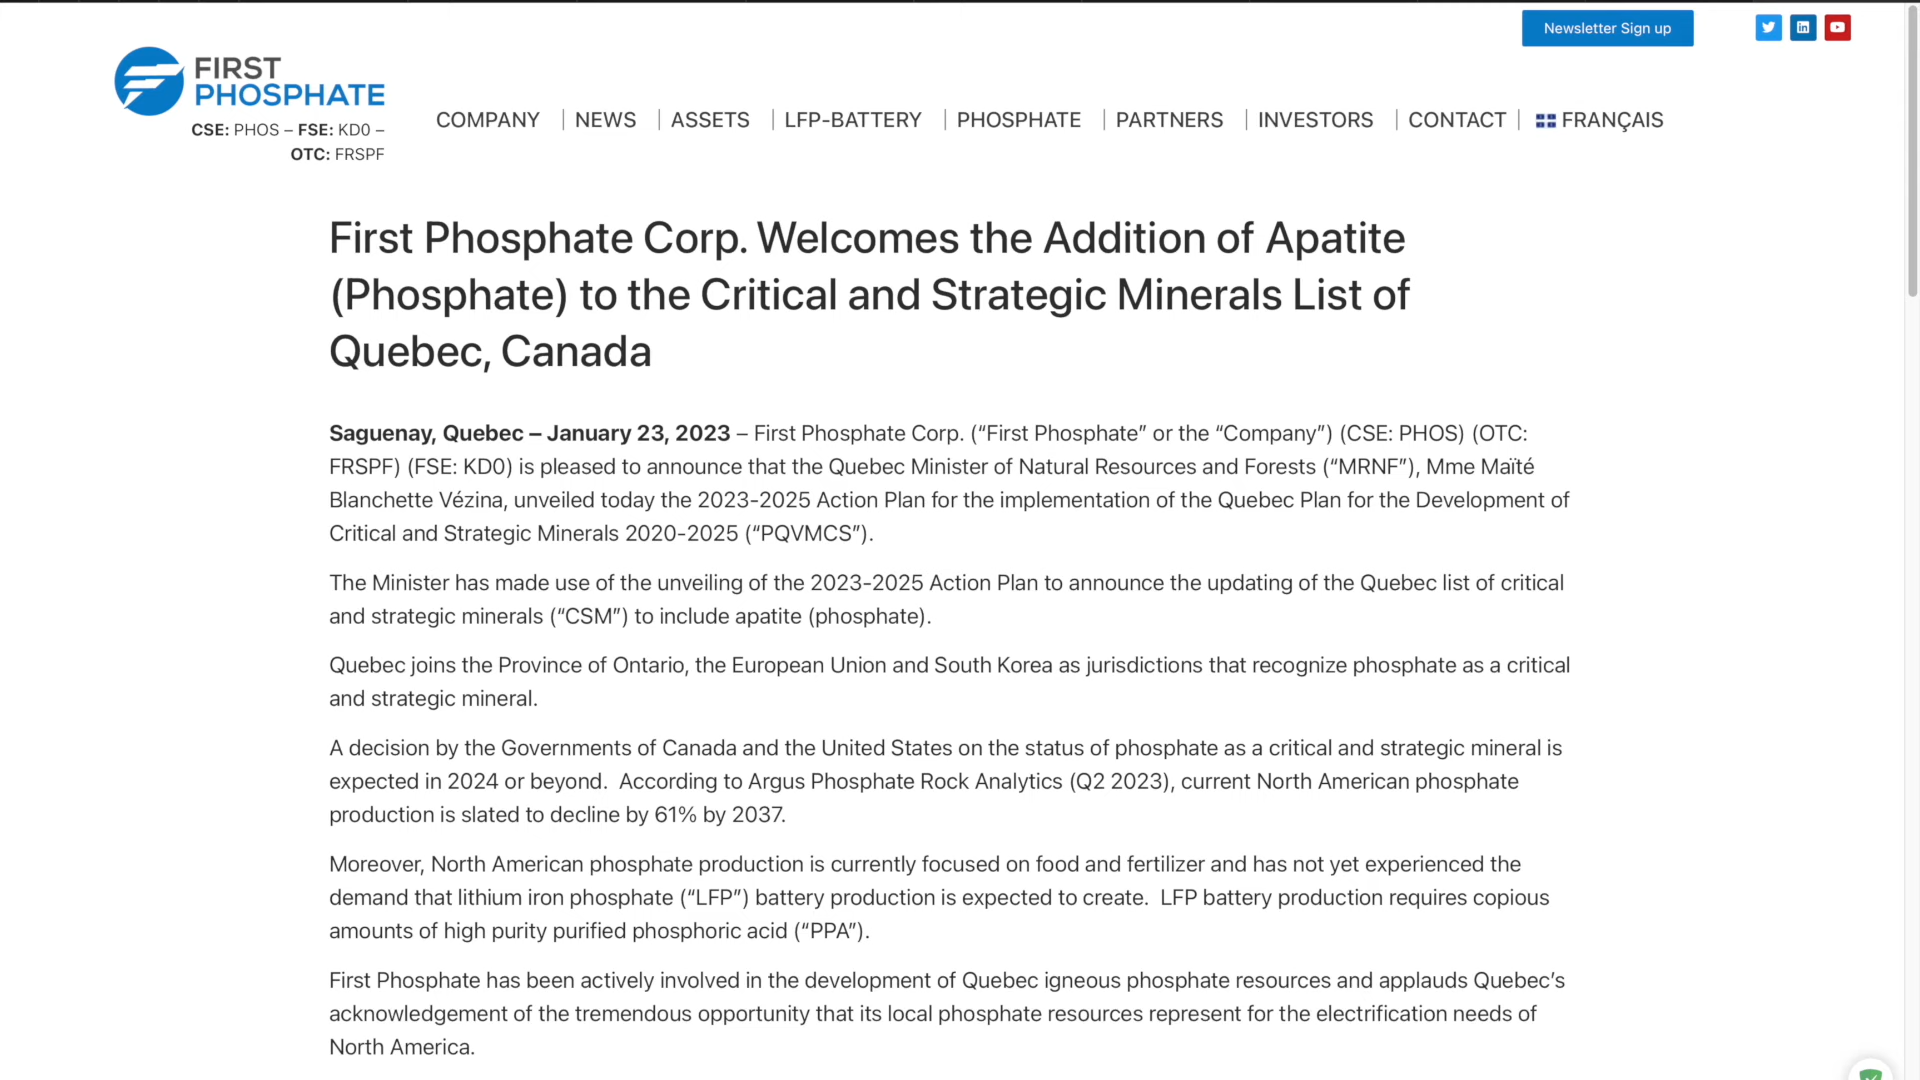 Newsletter Sign up
FIRST
PHOSPHATE
CSE: PHOS – FSE: KD0 –
OTC: FRSPF
COMPANY
NEWS
ASSETS
LFP-BATTERY
PHOSPHATE
PARTNERS
INVESTORS
CONTACT
FRANÇAIS
First Phosphate Corp. Welcomes the Addition of Apatite
(Phosphate) to the Critical and Strategic Minerals List of
Quebec, Canada
Saguenay, Quebec – January 23, 2023 – First Phosphate Corp. (“First Phosphate” or the “Company”) (CSE: PHOS) (OTC:
FRSPF) (FSE: KD0) is pleased to announce that the Quebec Minister of Natural Resources and Forests (“MRNF”), Mme Maïté
Blanchette Vézina, unveiled today the 2023-2025 Action Plan for the implementation of the Quebec Plan for the Development of
Critical and Strategic Minerals 2020-2025 (“PQVMCS”).
The Minister has made use of the unveiling of the 2023-2025 Action Plan to announce the updating of the Quebec list of critical
and strategic minerals (“CSM”) to include apatite (phosphate).
Quebec joins the Province of Ontario, the European Union and South Korea as jurisdictions that recognize phosphate as a critical
and strategic mineral.
A decision by the Governments of Canada and the United States on the status of phosphate as a critical and strategic mineral is
expected in 2024 or beyond.  According to Argus Phosphate Rock Analytics (Q2 2023), current North American phosphate
production is slated to decline by 61% by 2037.
Moreover, North American phosphate production is currently focused on food and fertilizer and has not yet experienced the
demand that lithium iron phosphate (“LFP”) battery production is expected to create.  LFP battery production requires copious
amounts of high purity purified phosphoric acid (“PPA”).
First Phosphate has been actively involved in the development of Quebec igneous phosphate resources and applauds Quebec’s
acknowledgement of the tremendous opportunity that its local phosphate resources represent for the electrification needs of
North America.